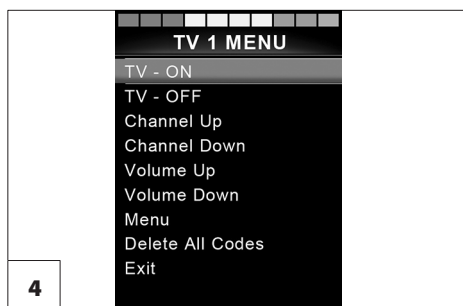 TV 1 MENU
TV - ON
TV - OFF
Channel Up
Channel Down
Volume Up
Volume Down
Menu
Delete All Codes
Exit
4